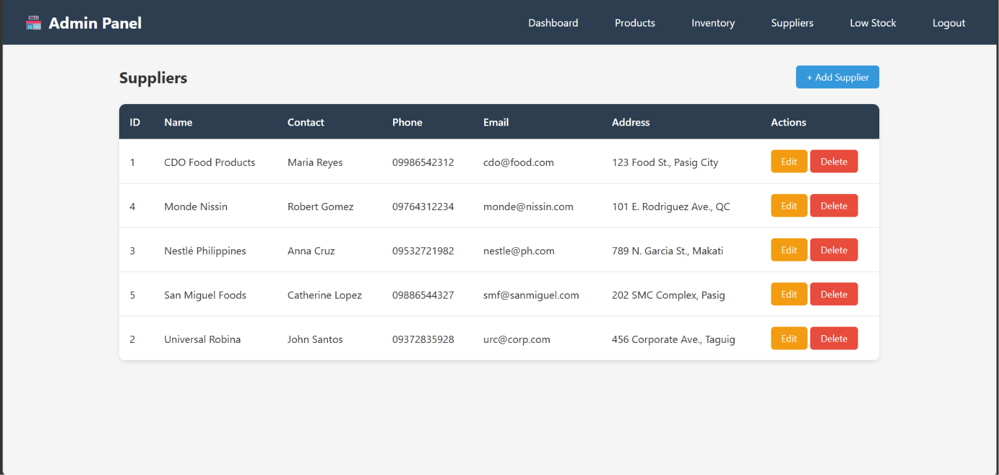 Admin Panel Dashboard Products Inventory Suppliers Low Stock Logout
Suppliers + Add Supplier
ID Name Contact Phone Email Address Actions
1 CDO Food Products Maria Reyes 09986542312 cdo@food.com 123 Food St., Pasig City Edit Delete
4 Monde Nissin Robert Gomez 09764312234 monde@nissin.com 101 E. Rodriguez Ave., QC Edit Delete
3 Nestlé Philippines Anna Cruz 09532721982 nestle@ph.com 789 N. Garcia St., Makati Edit Delete
5 San Miguel Foods Catherine Lopez 09886544327 smf@sanmiguel.com 202 SMC Complex, Pasig Edit Delete
2 Universal Robina John Santos 09372835928 urc@corp.com 456 Corporate Ave., Taguig Edit Delete